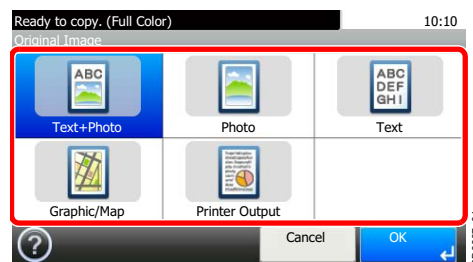 Ready to copy. (Full Color) 10:10
Original Image
ABC
ABC
DEF
GHI
Text+Photo Photo Text
Graphic/Map Printer Output
? Cancel OK